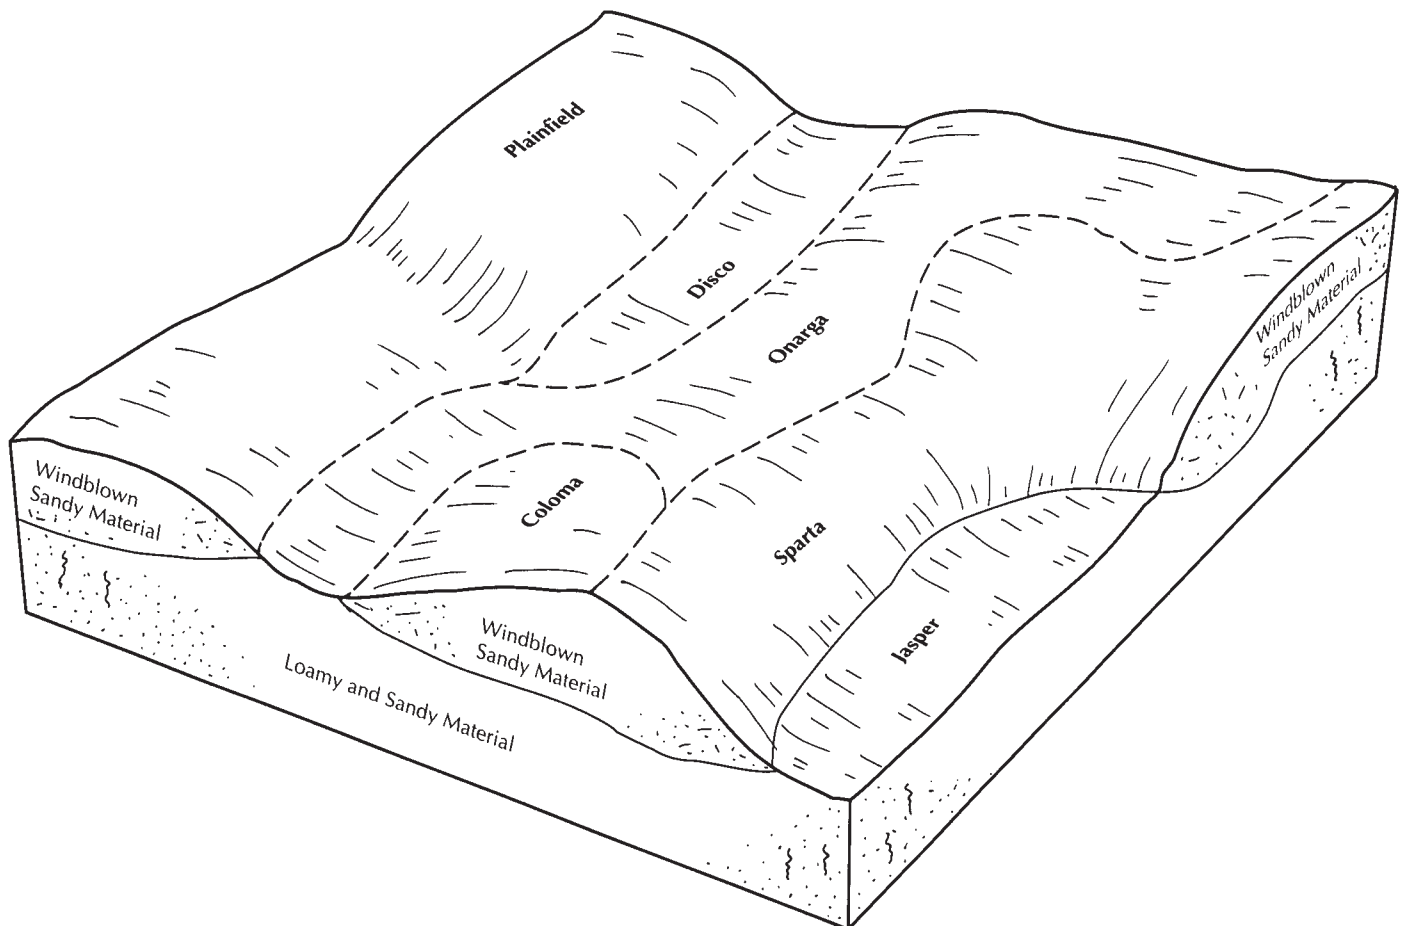 Plainfield
Disco
Onarga
Windblown
Sandy Material
Coloma
Windblown
Sandy Material
Sparta
Jasper
Windblown
Sandy Material
Loamy and Sandy Material